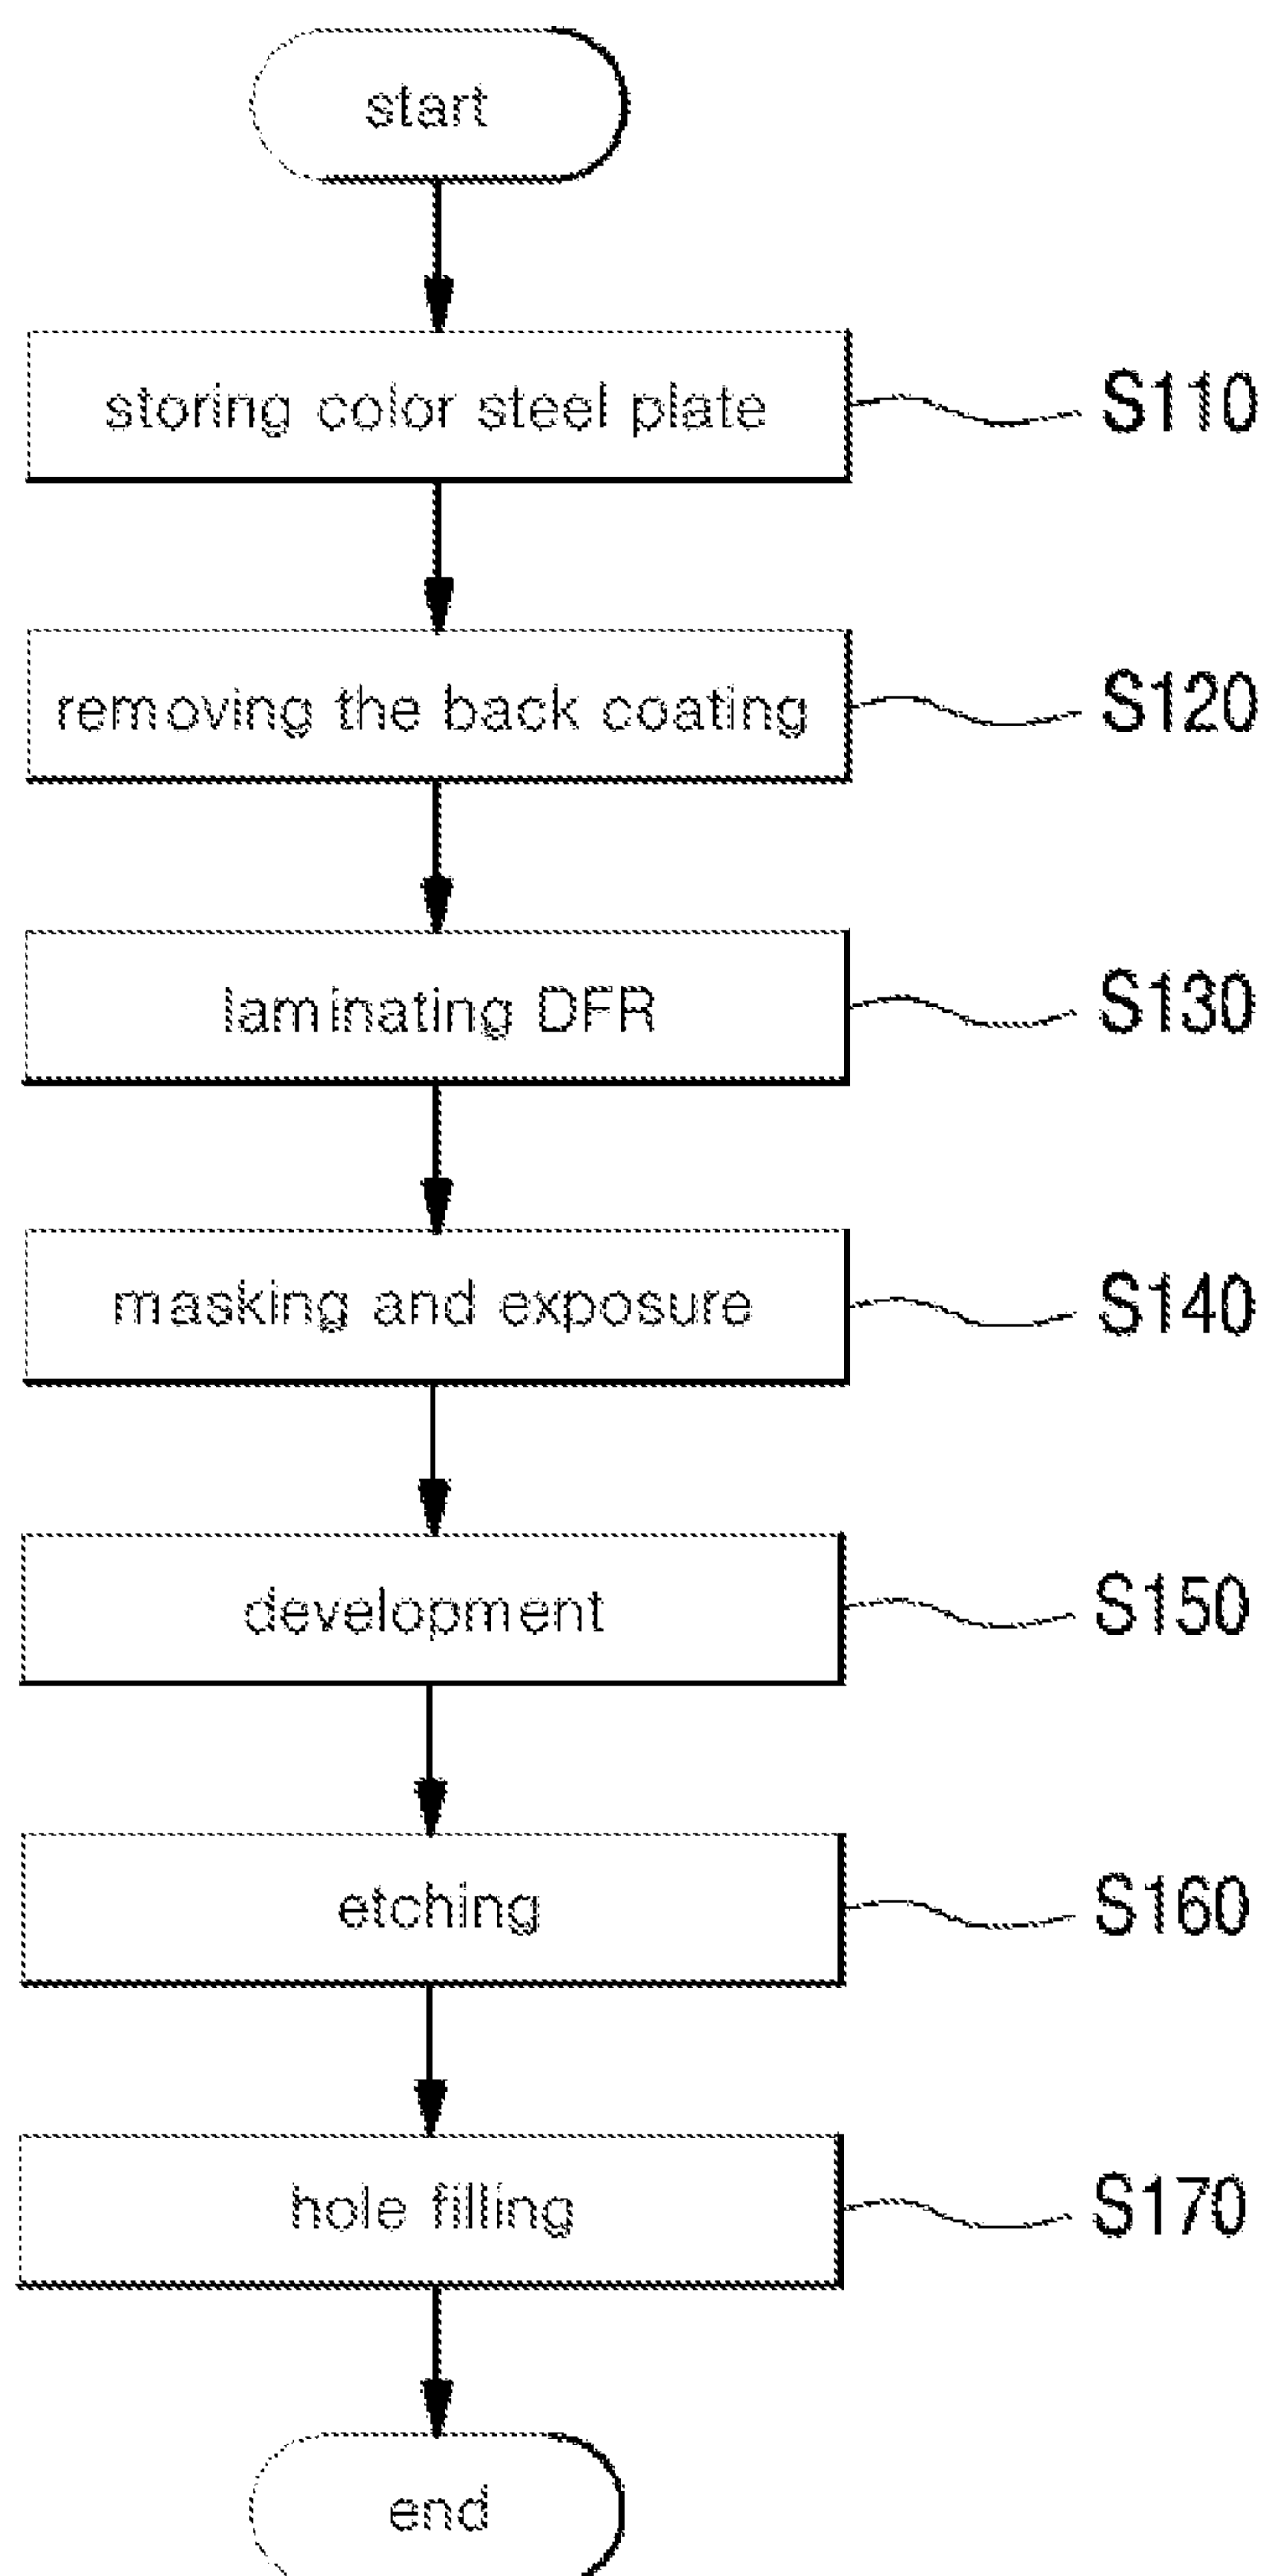 start
storing color steel plate S110
removing the back coating S120
laminating DFR S130
masking and exposure S140
development S150
etching S160
hole filling S170
end